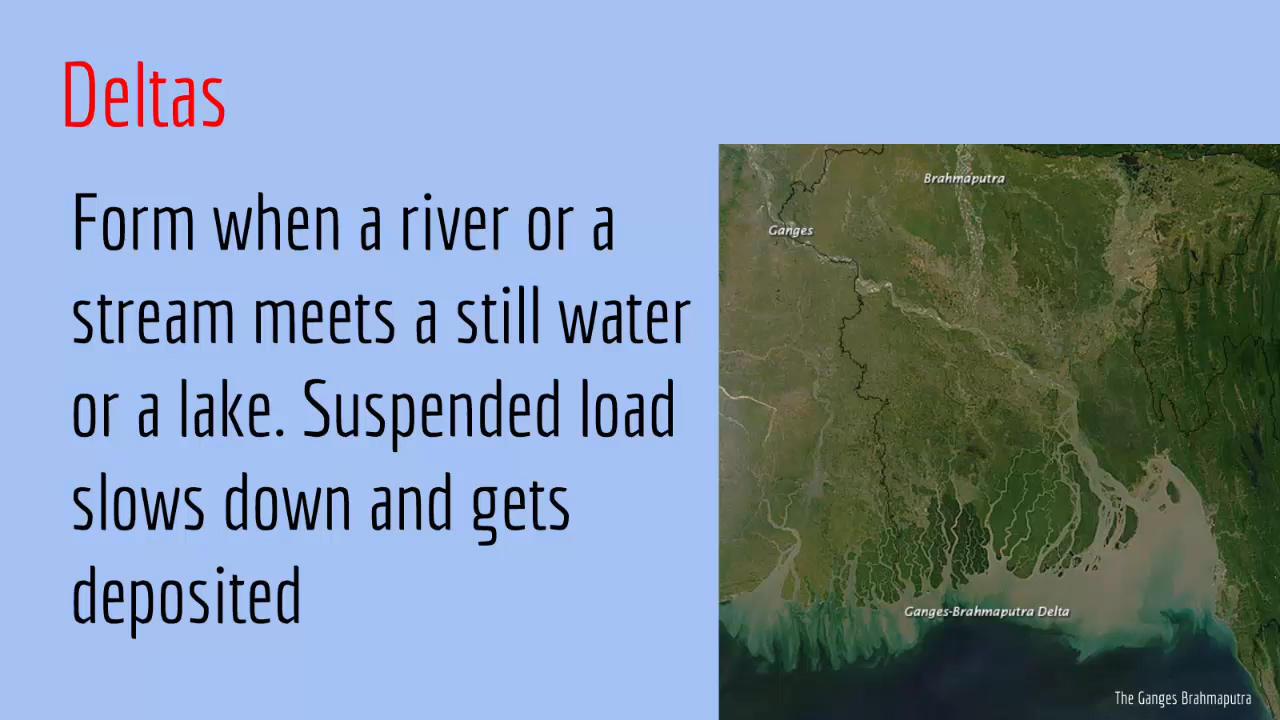 Deltas
Form when a river or a
stream meets a still water
or a lake. Suspended load
slows down and gets
deposited
Brahmaputra
Ganges
Ganges-Brahmaputra Delta
The Ganges Brahmaputra